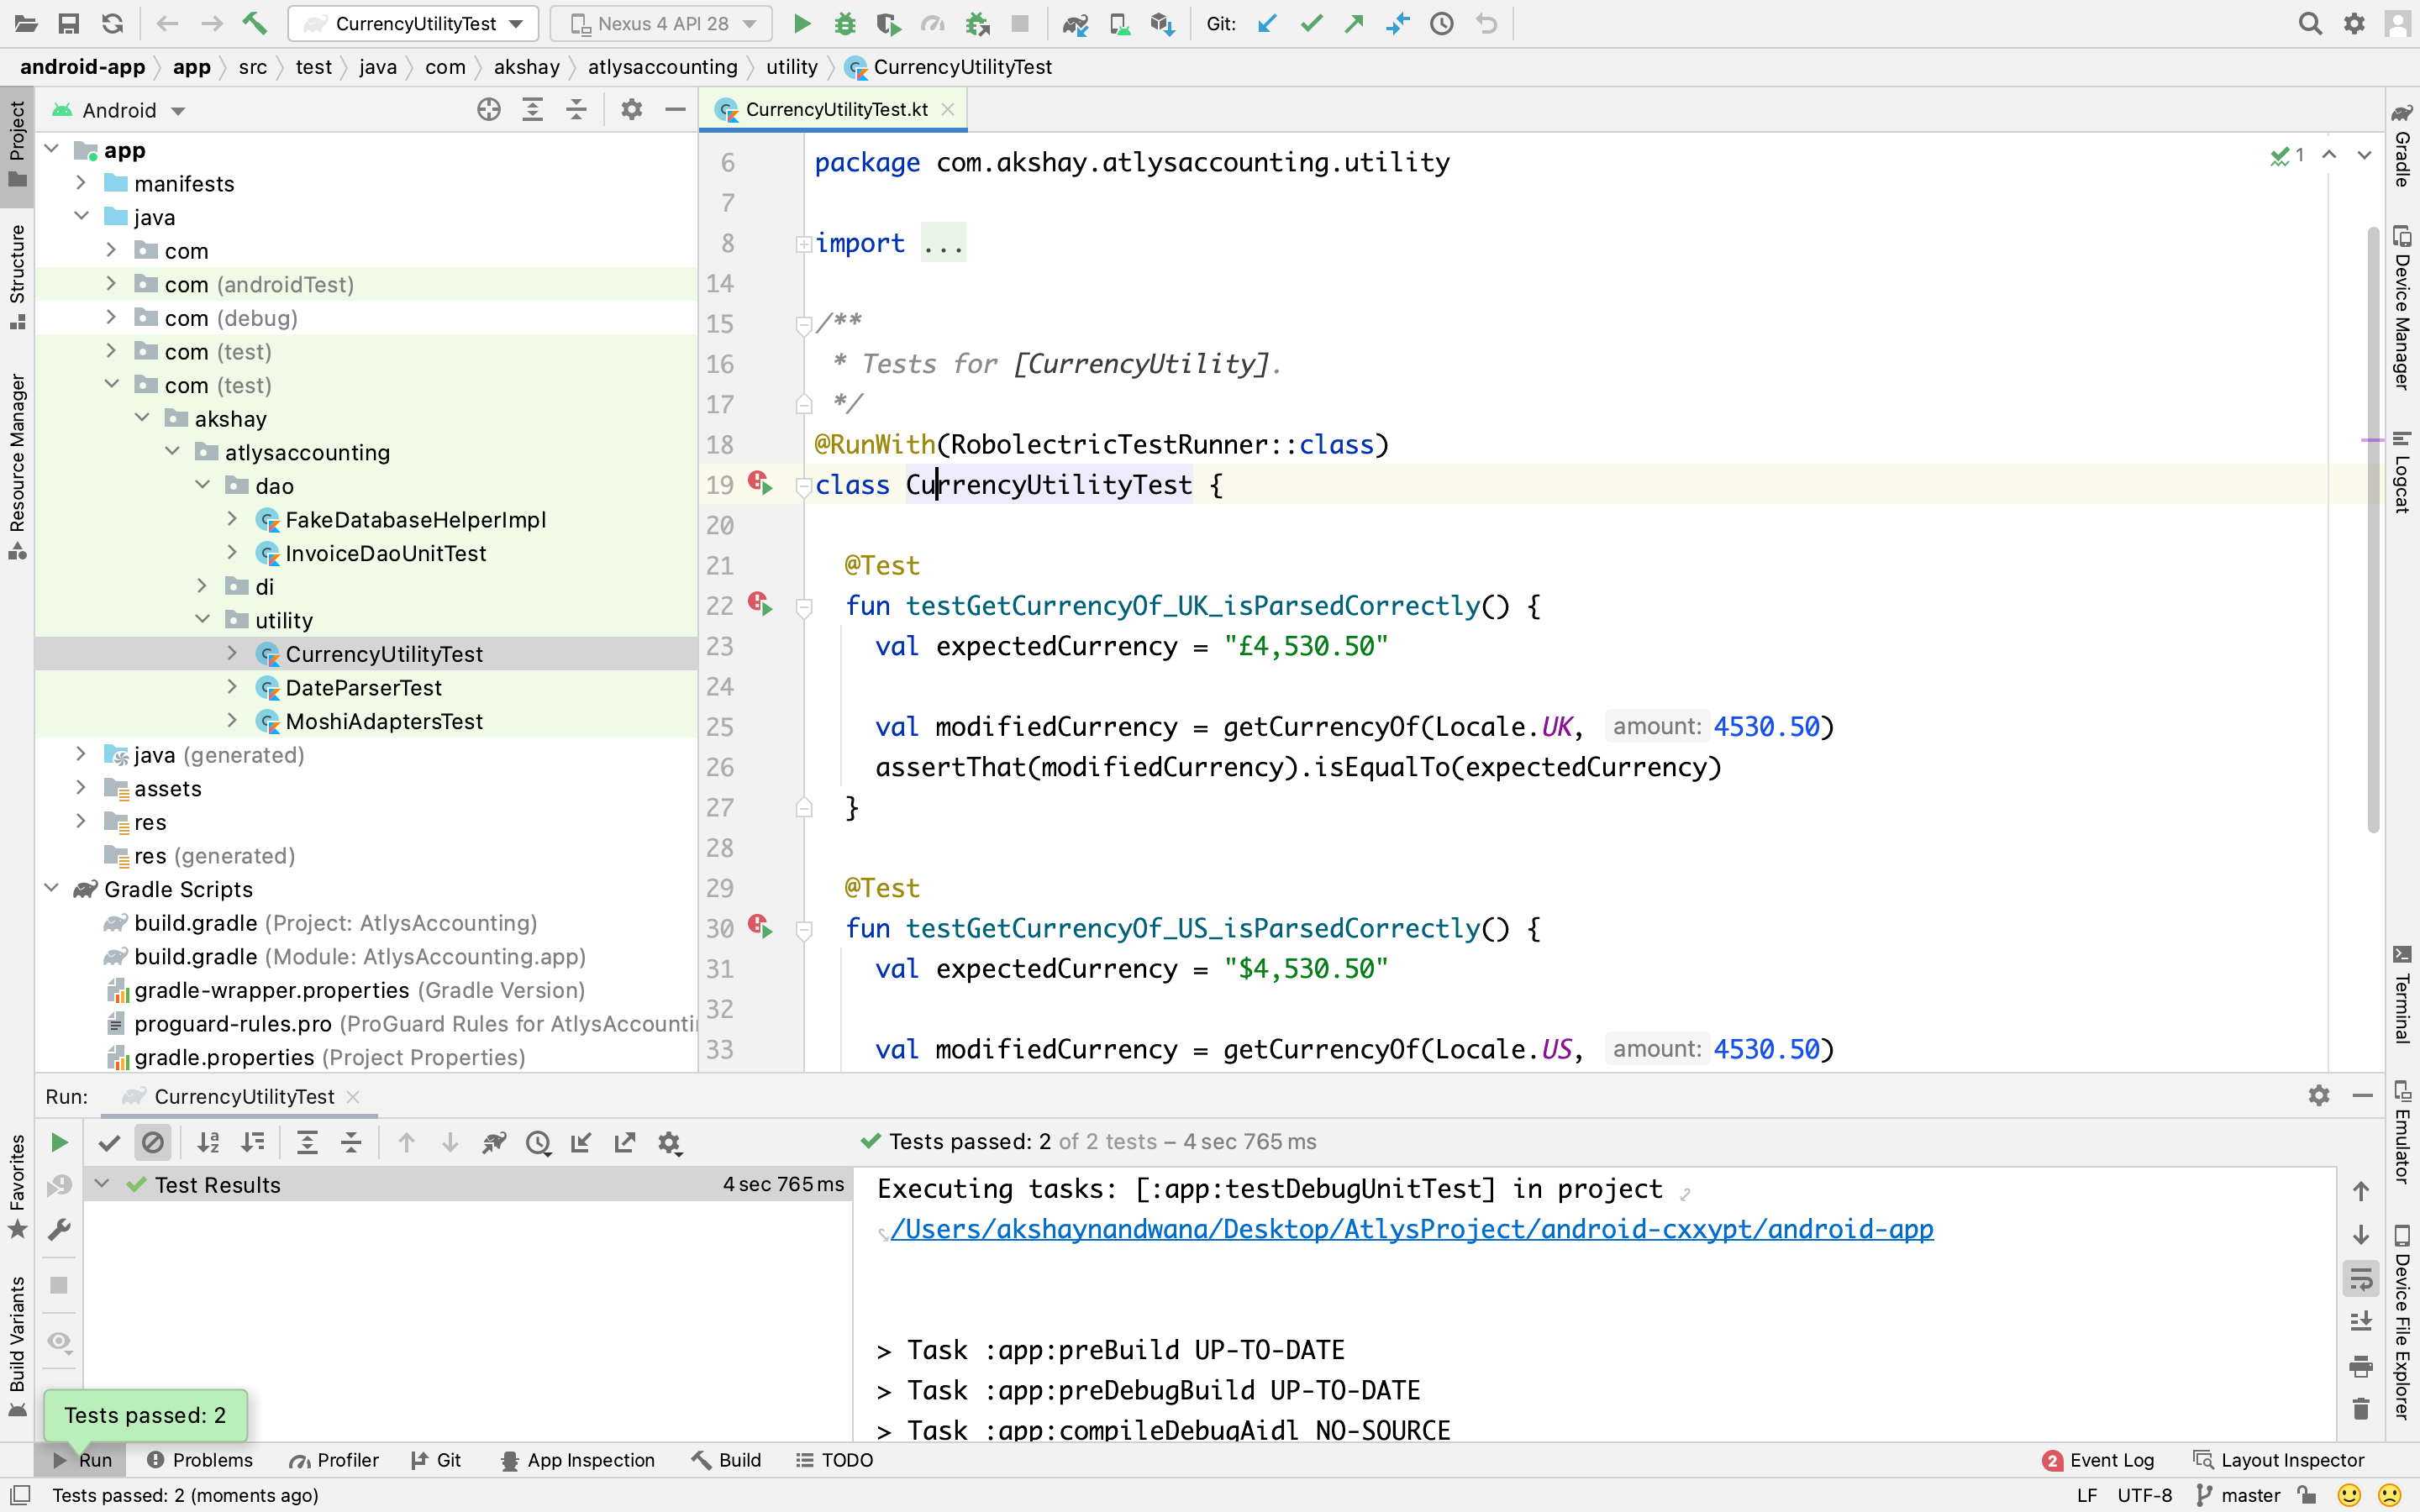 CurrencyUtilityTest
Nexus 4 API 28
Git:
android-app app src test java com akshay atlysaccounting utility CurrencyUtilityTest
Project
Structure
Resource Manager
Favorites
Build Variants
Android
app
manifests
java
com
com (androidTest)
com (debug)
com (test)
com (test)
akshay
atlysaccounting
dao
FakeDatabaseHelperImpl
InvoiceDaoUnitTest
di
utility
CurrencyUtilityTest
DateParserTest
MoshiAdaptersTest
java (generated)
assets
res
res (generated)
Gradle Scripts
build.gradle (Project: AtlysAccounting)
build.gradle (Module: AtlysAccounting.app)
gradle-wrapper.properties (Gradle Version)
proguard-rules.pro (ProGuard Rules for AtlysAccounti
gradle.properties (Project Properties)
CurrencyUtilityTest.kt
1
6 package com.akshay.atlysaccounting.utility
7
8 import ...
14
15 /**
16 * Tests for [CurrencyUtility].
17 */
18 @RunWith(RobolectricTestRunner::class)
19 class CurrencyUtilityTest {
20
21 @Test
22 fun testGetCurrencyOf_UK_isParsedCorrectly() {
23 val expectedCurrency = "£4,530.50"
24
25 val modifiedCurrency = getCurrencyOf(Locale.UK, amount: 4530.50)
26 assertThat(modifiedCurrency).isEqualTo(expectedCurrency)
27 }
28
29 @Test
30 fun testGetCurrencyOf_US_isParsedCorrectly() {
31 val expectedCurrency = "$4,530.50"
32
33 val modifiedCurrency = getCurrencyOf(Locale.US, amount: 4530.50)
Gradle
Device Manager
Logcat
Terminal
Emulator
Device File Explorer
Run: CurrencyUtilityTest
Tests passed: 2 of 2 tests – 4 sec 765 ms
Test Results 4 sec 765 ms
Executing tasks: [:app:testDebugUnitTest] in project
/Users/akshaynandwana/Desktop/AtlysProject/android-cxxypt/android-app
> Task :app:preBuild UP-TO-DATE
> Task :app:preDebugBuild UP-TO-DATE
> Task :app:compileDebugAidl NO-SOURCE
Tests passed: 2
Run Problems Profiler Git App Inspection Build TODO 2 Event Log Layout Inspector
Tests passed: 2 (moments ago) LF UTF-8 master